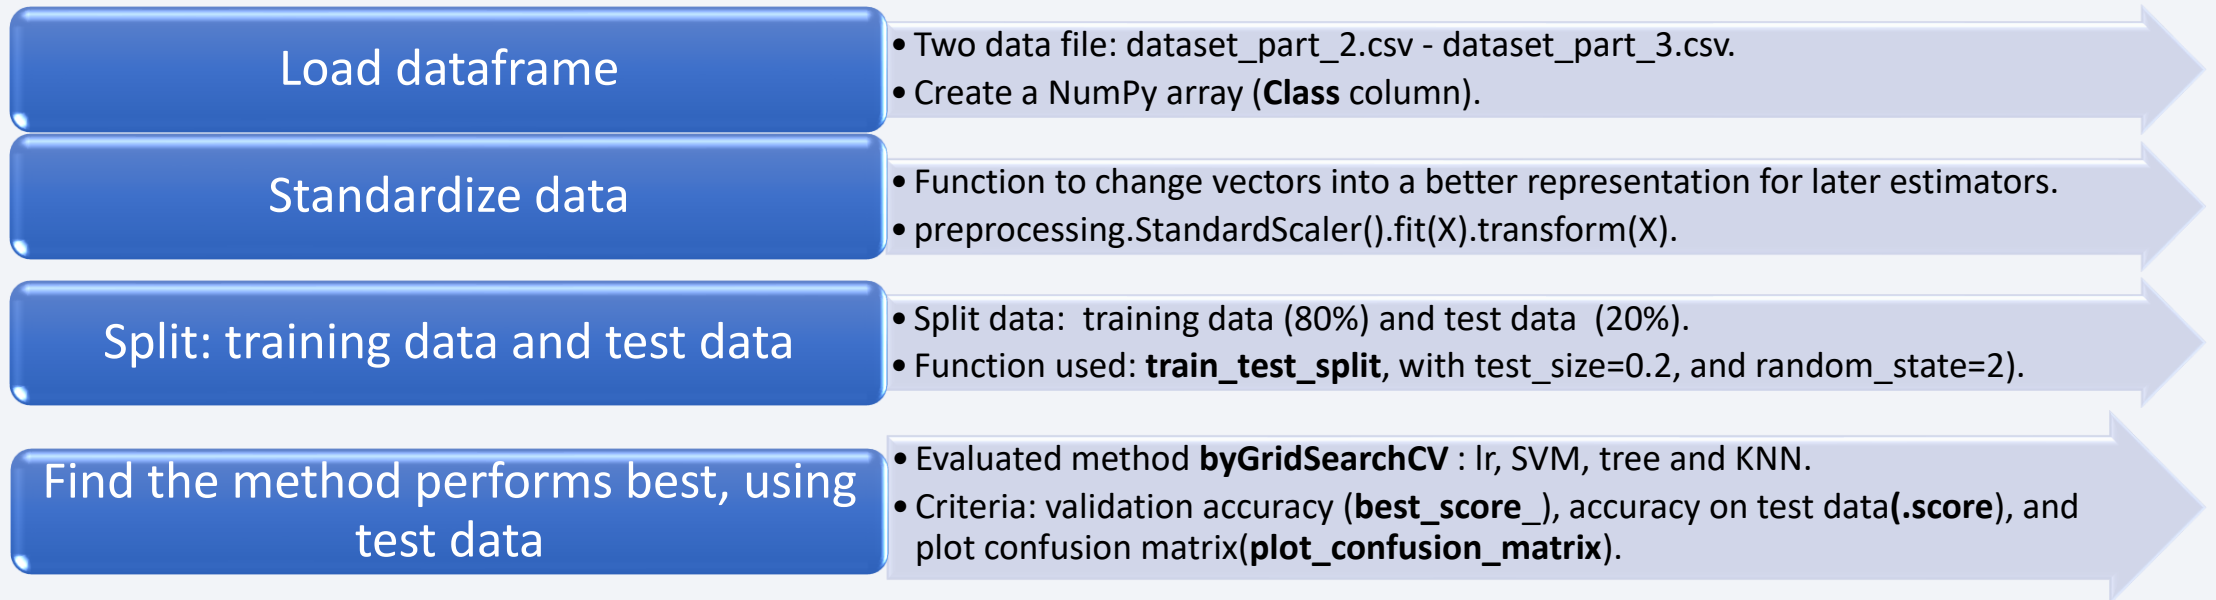 Load dataframe
• Two data file: dataset_part_2.csv - dataset_part_3.csv.
• Create a NumPy array (Class column).
Standardize data
• Function to change vectors into a better representation for later estimators.
• preprocessing.StandardScaler().fit(X).transform(X).
Split: training data and test data
• Split data:  training data (80%) and test data  (20%).
• Function used: train_test_split, with test_size=0.2, and random_state=2).
Find the method performs best, using
test data
• Evaluated method byGridSearchCV : lr, SVM, tree and KNN.
• Criteria: validation accuracy (best_score_), accuracy on test data(.score), and
plot confusion matrix(plot_confusion_matrix).